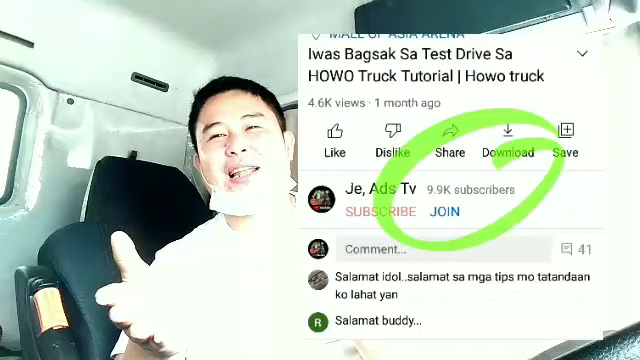 MALL OF ASIA ARENA
Iwas Bagsak Sa Test Drive Sa
HOWO Truck Tutorial | Howo truck
4.6K views · 1 month ago
Like Dislike Share Download Save
Je, Ads Tv 9.9K subscribers
SUBSCRIBE JOIN
Comment... 41
Salamat idol..salamat sa mga tips mo tatandaan
ko lahat yan
R Salamat buddy...